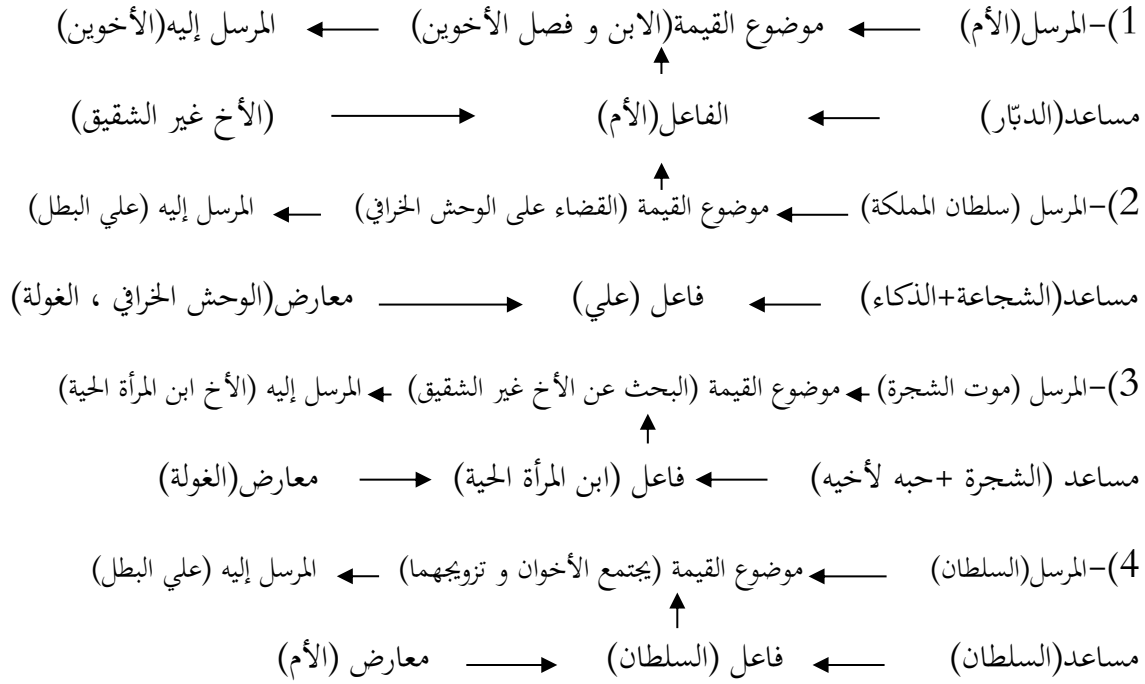 1)-المرسل(الأم) موضوع القيمة(الابن و فصل الأخوين) المرسل إليه(الأخوين)
مساعد(الدبّار) الفاعل(الأم) (الأخ غير الشقيق)
2)-المرسل (سلطان المملكة) موضوع القيمة (القضاء على الوحش الخرافي) المرسل إليه (علي البطل)
مساعد(الشجاعة+الذكاء) فاعل (علي) معارض(الوحش الخرافي ، الغولة)
3)-المرسل (موت الشجرة) موضوع القيمة (البحث عن الأخ غير الشقيق) المرسل إليه (الأخ ابن المرأة الحية)
مساعد (الشجرة +حبه لأخيه) فاعل (ابن المرأة الحية) معارض(الغولة)
4)-المرسل(السلطان) موضوع القيمة (يجتمع الأخوان و تزويجهما) المرسل إليه (علي البطل)
مساعد(السلطان) فاعل (السلطان) معارض (الأم)